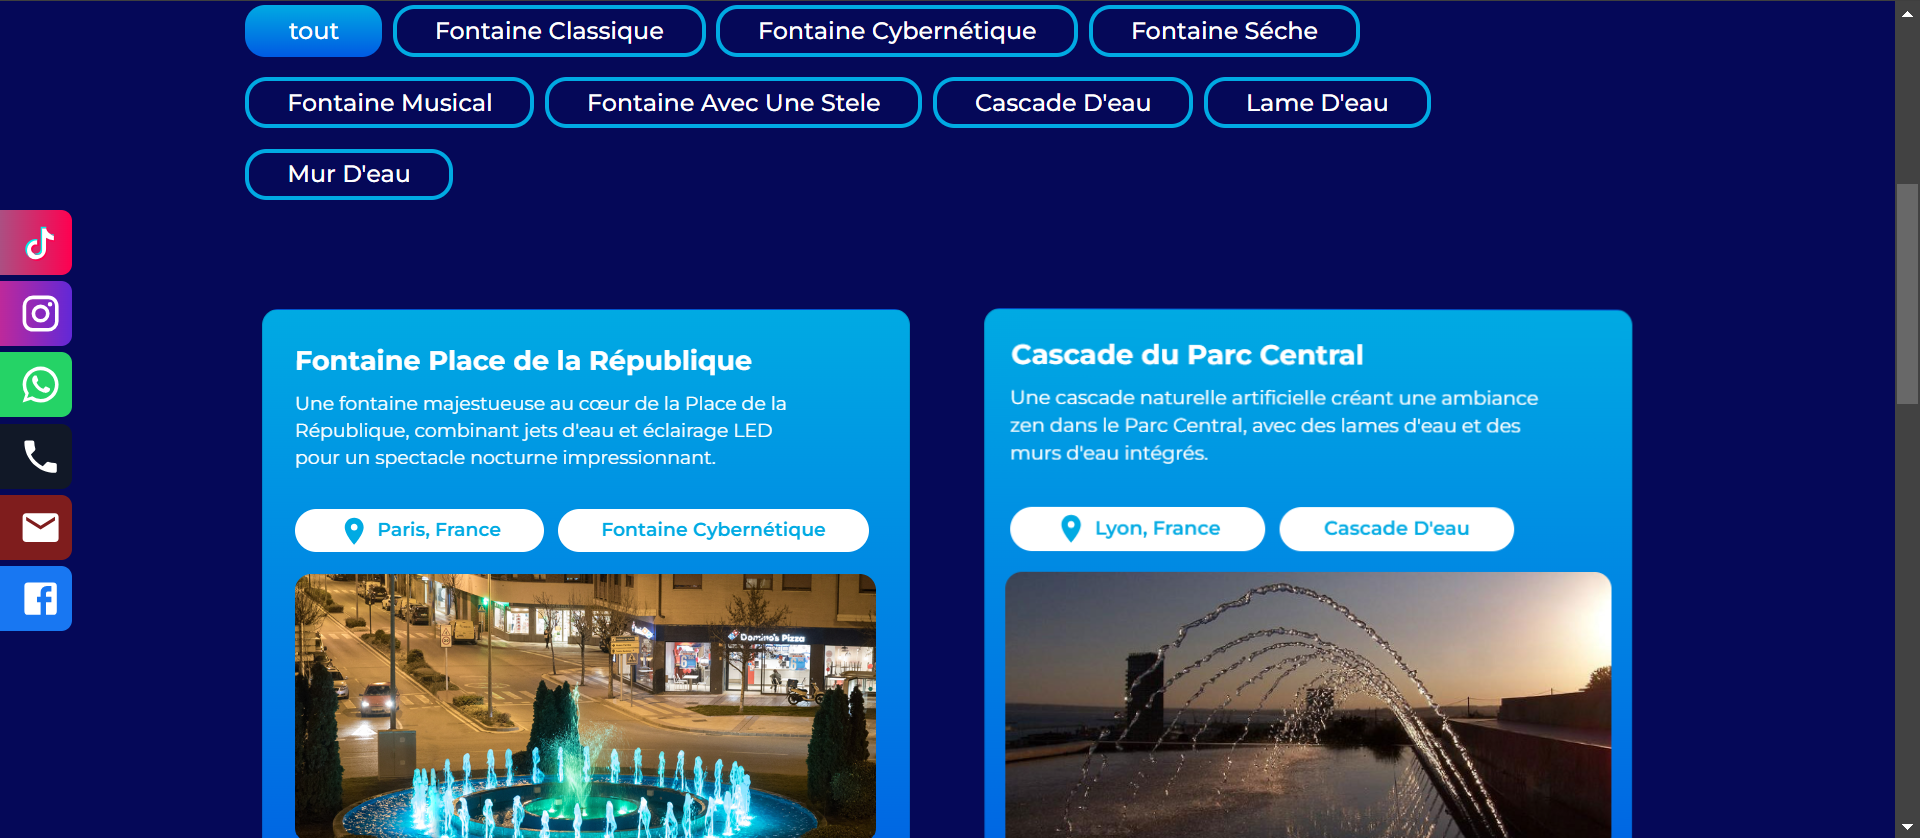 tout
Fontaine Classique
Fontaine Cybernétique
Fontaine Séche
Fontaine Musical
Fontaine Avec Une Stele
Cascade D'eau
Lame D'eau
Mur D'eau
Fontaine Place de la République
Une fontaine majestueuse au cœur de la Place de la
République, combinant jets d'eau et éclairage LED
pour un spectacle nocturne impressionnant.
Paris, France
Fontaine Cybernétique
Domino's Pizza
Cascade du Parc Central
Une cascade naturelle artificielle créant une ambiance
zen dans le Parc Central, avec des lames d'eau et des
murs d'eau intégrés.
Lyon, France
Cascade D'eau